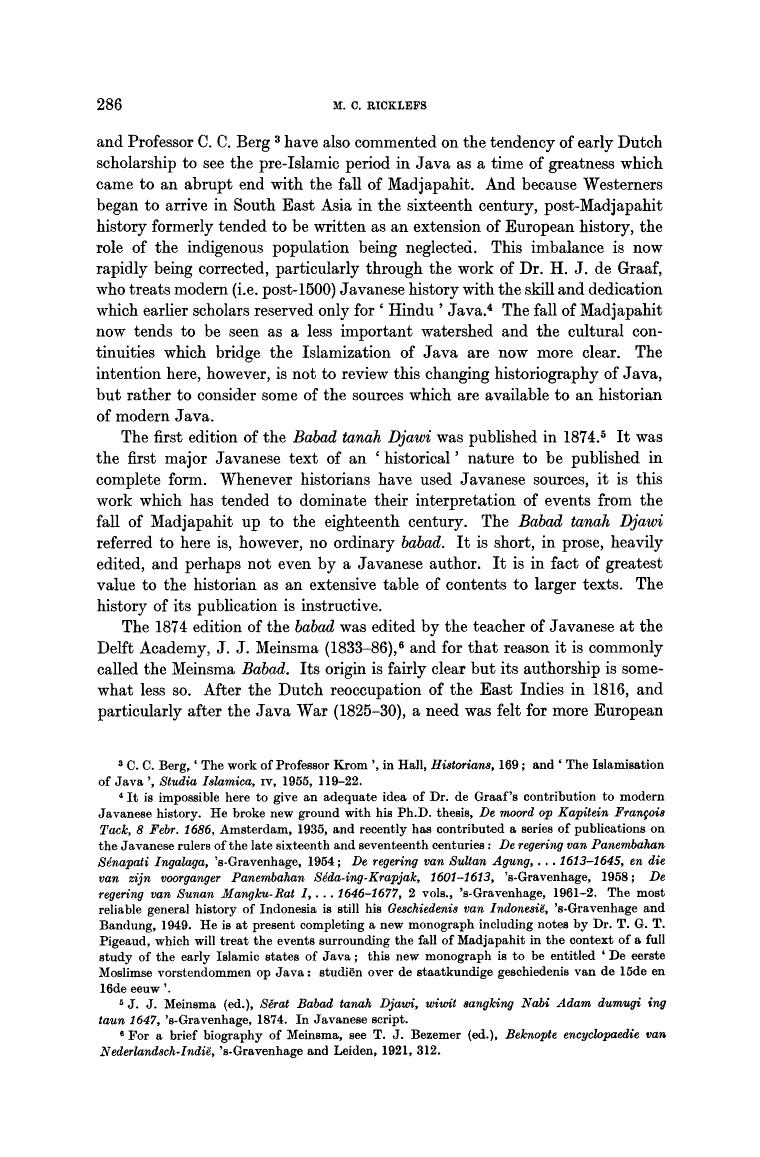 286
M. C. RICKLEFS
and Professor C. C. Berg ³ have also commented on the tendency of early Dutch
scholarship to see the pre-Islamic period in Java as a time of greatness which
came to an abrupt end with the fall of Madjapahit. And because Westerners
began to arrive in South East Asia in the sixteenth century, post-Madjapahit
history formerly tended to be written as an extension of European history, the
role of the indigenous population being neglected. This imbalance is now
rapidly being corrected, particularly through the work of Dr. H. J. de Graaf,
who treats modern (i.e. post-1500) Javanese history with the skill and dedication
which earlier scholars reserved only for ‘ Hindu ’ Java.⁴ The fall of Madjapahit
now tends to be seen as a less important watershed and the cultural con-
tinuities which bridge the Islamization of Java are now more clear. The
intention here, however, is not to review this changing historiography of Java,
but rather to consider some of the sources which are available to an historian
of modern Java.
The first edition of the Babad tanah Djawi was published in 1874.⁵ It was
the first major Javanese text of an ‘ historical ’ nature to be published in
complete form. Whenever historians have used Javanese sources, it is this
work which has tended to dominate their interpretation of events from the
fall of Madjapahit up to the eighteenth century. The Babad tanah Djawi
referred to here is, however, no ordinary babad. It is short, in prose, heavily
edited, and perhaps not even by a Javanese author. It is in fact of greatest
value to the historian as an extensive table of contents to larger texts. The
history of its publication is instructive.
The 1874 edition of the babad was edited by the teacher of Javanese at the
Delft Academy, J. J. Meinsma (1833–86),⁶ and for that reason it is commonly
called the Meinsma Babad. Its origin is fairly clear but its authorship is some-
what less so. After the Dutch reoccupation of the East Indies in 1816, and
particularly after the Java War (1825–30), a need was felt for more European
³ C. C. Berg, ‘ The work of Professor Krom ’, in Hall, Historians, 169 ; and ‘ The Islamisation
of Java ’, Studia Islamica, IV, 1955, 119–22.
⁴ It is impossible here to give an adequate idea of Dr. de Graaf's contribution to modern
Javanese history. He broke new ground with his Ph.D. thesis, De moord op Kapitein François
Tack, 8 Febr. 1686, Amsterdam, 1935, and recently has contributed a series of publications on
the Javanese rulers of the late sixteenth and seventeenth centuries : De regering van Panembahan
Sénapati Ingalaga, 's-Gravenhage, 1954 ; De regering van Sultan Agung, . . . 1613–1645, en die
van zijn voorganger Panembahan Séda-ing-Krapjak, 1601–1613, 's-Gravenhage, 1958 ; De
regering van Sunan Mangku-Rat I, . . . 1646–1677, 2 vols., 's-Gravenhage, 1961–2. The most
reliable general history of Indonesia is still his Geschiedenis van Indonesië, 's-Gravenhage and
Bandung, 1949. He is at present completing a new monograph including notes by Dr. T. G. T.
Pigeaud, which will treat the events surrounding the fall of Madjapahit in the context of a full
study of the early Islamic states of Java ; this new monograph is to be entitled ‘ De eerste
Moslimse vorstendommen op Java : studiën over de staatkundige geschiedenis van de 15de en
16de eeuw ’.
⁵ J. J. Meinsma (ed.), Sérat Babad tanah Djawi, wiwit sangking Nabi Adam dumugi ing
taun 1647, 's-Gravenhage, 1874. In Javanese script.
⁶ For a brief biography of Meinsma, see T. J. Bezemer (ed.), Beknopte encyclopaedie van
Nederlandsch-Indië, 's-Gravenhage and Leiden, 1921, 312.